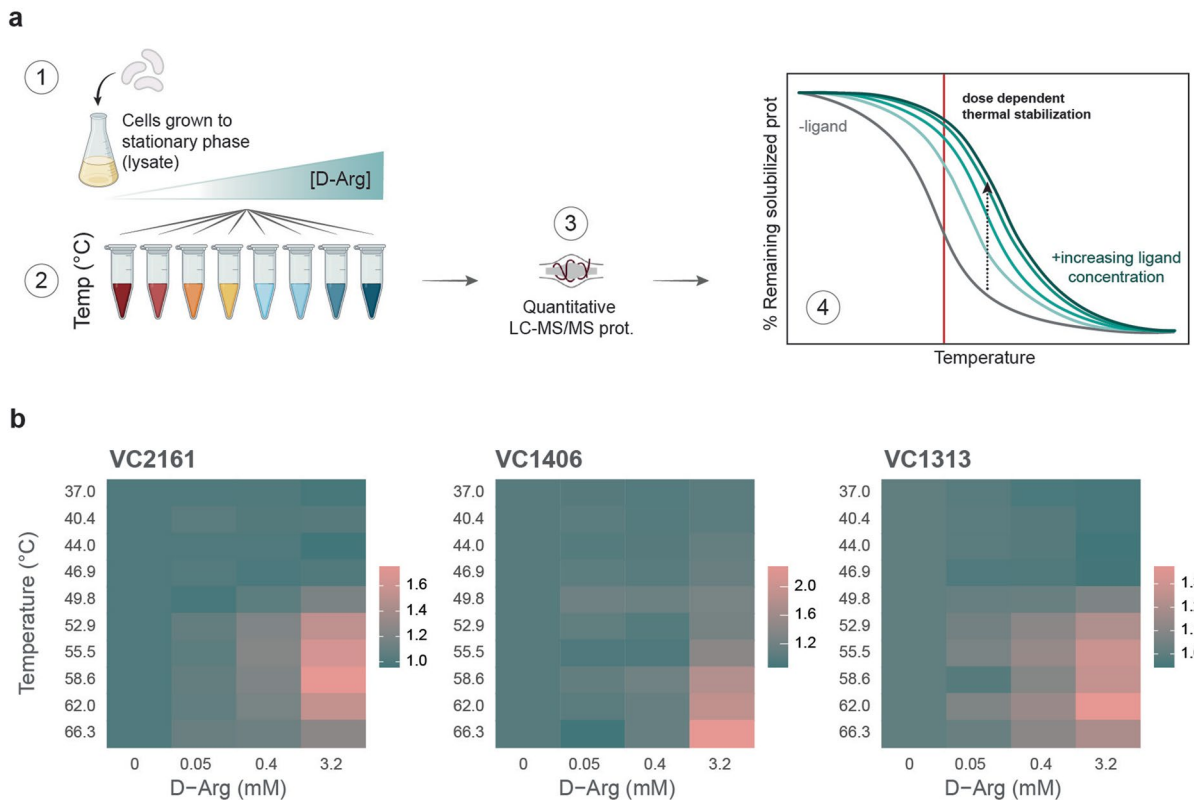 a
1
Cells grown to
stationary phase
(lysate)
[D-Arg]
2
Temp (°C)
3
Quantitative
LC-MS/MS prot.
% Remaining solubilized prot
-ligand
dose dependent
thermal stabilization
+increasing ligand
concentration
4
Temperature
b
VC2161
Temperature (°C)
37.0
40.4
44.0
46.9
49.8
52.9
55.5
58.6
62.0
66.3
0 0.05 0.4 3.2
D-Arg (mM)
1.6
1.4
1.2
1.0
VC1406
37.0
40.4
44.0
46.9
49.8
52.9
55.5
58.6
62.0
66.3
0 0.05 0.4 3.2
D-Arg (mM)
2.0
1.6
1.2
VC1313
37.0
40.4
44.0
46.9
49.8
52.9
55.5
58.6
62.0
66.3
0 0.05 0.4 3.2
D-Arg (mM)